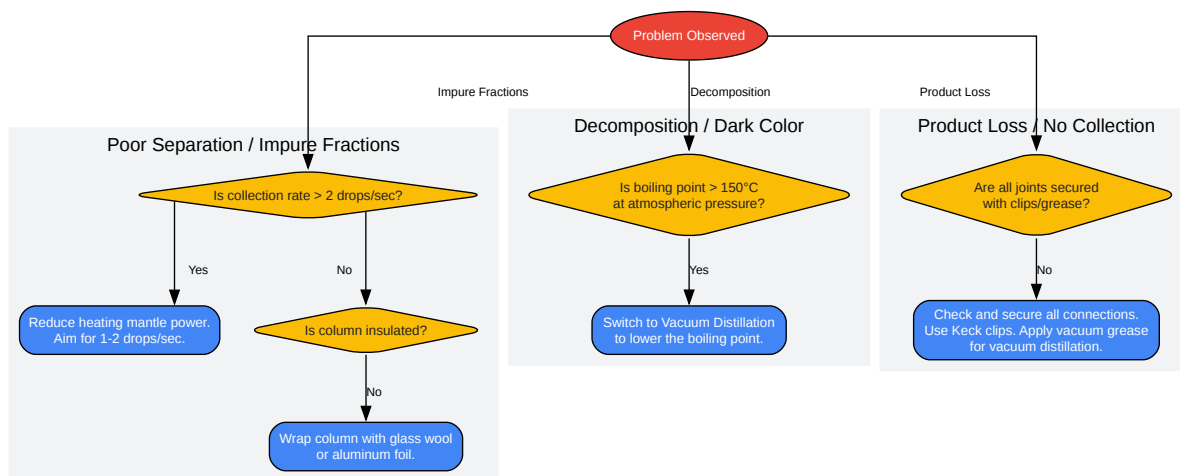 Problem Observed
Impure Fractions
Decomposition
Product Loss
Poor Separation / Impure Fractions
Is collection rate > 2 drops/sec?
Yes
No
Reduce heating mantle power.
Aim for 1-2 drops/sec.
Is column insulated?
No
Wrap column with glass wool
or aluminum foil.
Decomposition / Dark Color
Is boiling point > 150°C
at atmospheric pressure?
Yes
Switch to Vacuum Distillation
to lower the boiling point.
Product Loss / No Collection
Are all joints secured
with clips/grease?
No
Check and secure all connections.
Use Keck clips. Apply vacuum grease
for vacuum distillation.